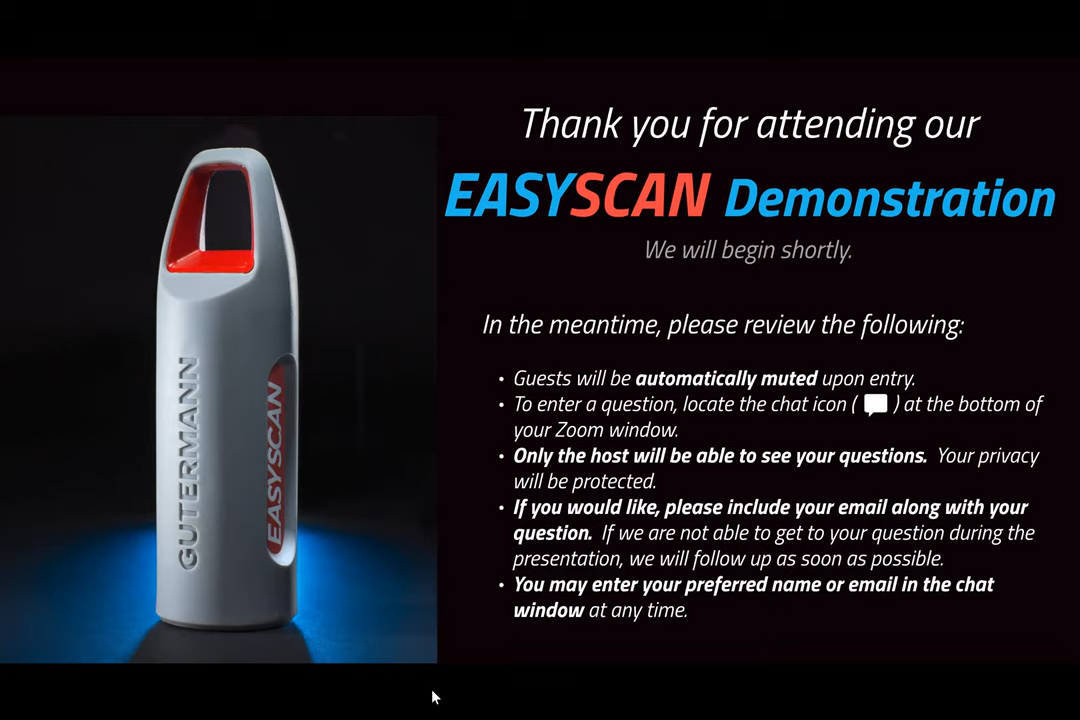 Thank you for attending our
EASYSCAN Demonstration
We will begin shortly.
In the meantime, please review the following:
• Guests will be automatically muted upon entry.
• To enter a question, locate the chat icon ( ) at the bottom of
your Zoom window.
• Only the host will be able to see your questions. Your privacy
will be protected.
• If you would like, please include your email along with your
question. If we are not able to get to your question during the
presentation, we will follow up as soon as possible.
• You may enter your preferred name or email in the chat
window at any time.
GUTERMANN
EASYSCAN